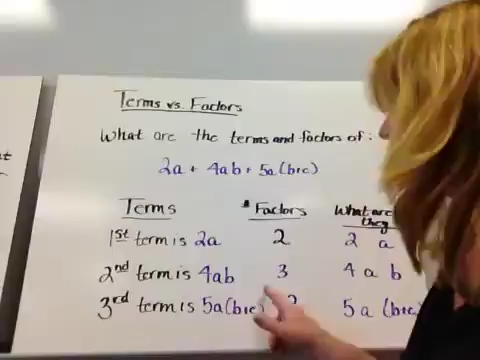 Terms vs. Factors
What are the terms and factors of:
2a + 4ab + 5a(b+c)
Terms # Factors What are they
1st term is 2a 2 2 a
2nd term is 4ab 3 4 a b
3rd term is 5a(b+c) 5 a (b+c)